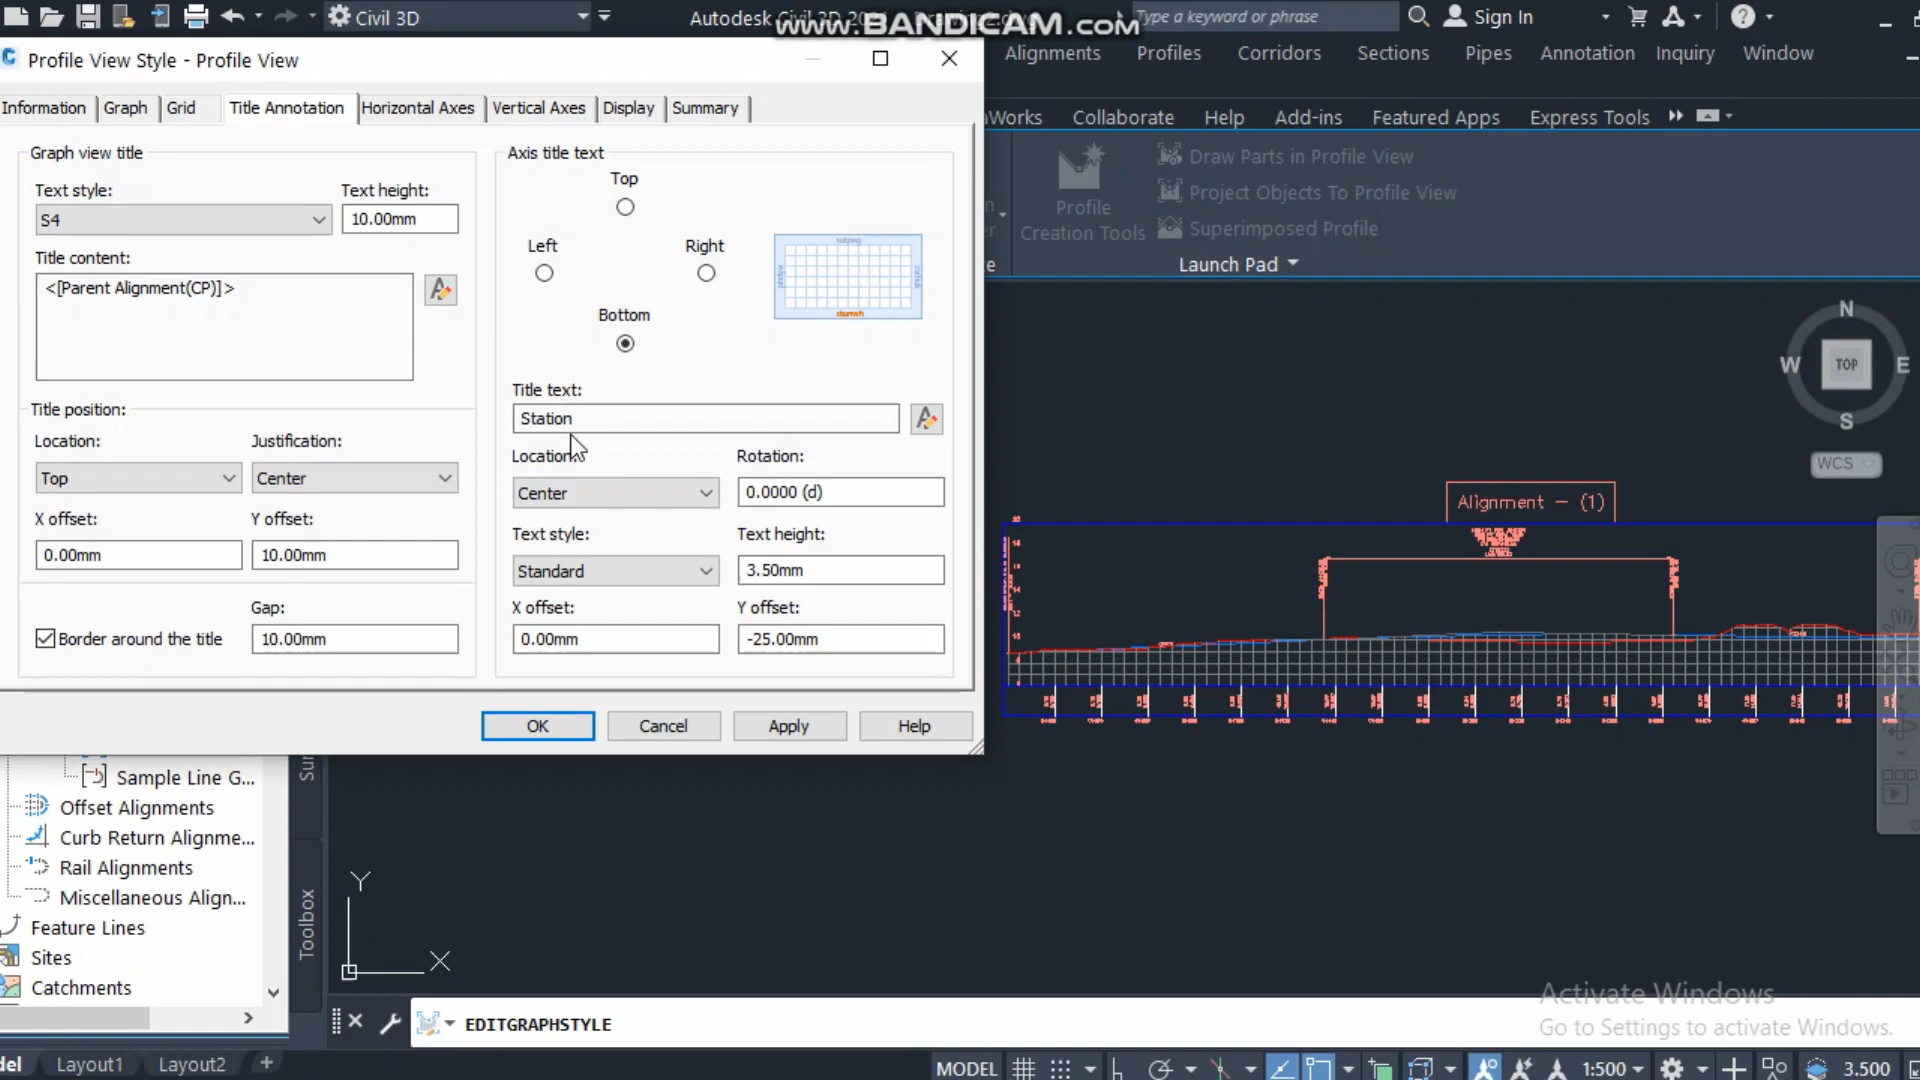 Civil 3D
Autodesk Civil 3D
www.BANDICAM.com
Type a keyword or phrase
Sign In
Profile View Style - Profile View
Alignments
Profiles
Corridors
Sections
Pipes
Annotation
Inquiry
Window
Information
Graph
Grid
Title Annotation
Horizontal Axes
Vertical Axes
Display
Summary
Collaborate
Help
Add-ins
Featured Apps
Express Tools
Graph view title
Text style:
Text height:
S4
10.00mm
Title content:
<[Parent Alignment(CP)]>
Title position:
Location:
Justification:
Top
Center
X offset:
Y offset:
0.00mm
10.00mm
Gap:
Border around the title
10.00mm
Axis title text
Top
Left
Right
Bottom
Title text:
Station
Location:
Rotation:
Center
0.0000 (d)
Text style:
Text height:
Standard
3.50mm
X offset:
Y offset:
0.00mm
-25.00mm
OK
Cancel
Apply
Help
Profile
Creation Tools
Draw Parts in Profile View
Project Objects To Profile View
Superimposed Profile
Launch Pad
N
W
TOP
E
S
WCS
Alignment - (1)
Sample Line G...
Offset Alignments
Curb Return Alignme...
Rail Alignments
Miscellaneous Align...
Feature Lines
Sites
Catchments
Toolbox
Y
X
Activate Windows
Go to Settings to activate Windows.
EDITGRAPHSTYLE
Layout1
Layout2
MODEL
1:500
3.500